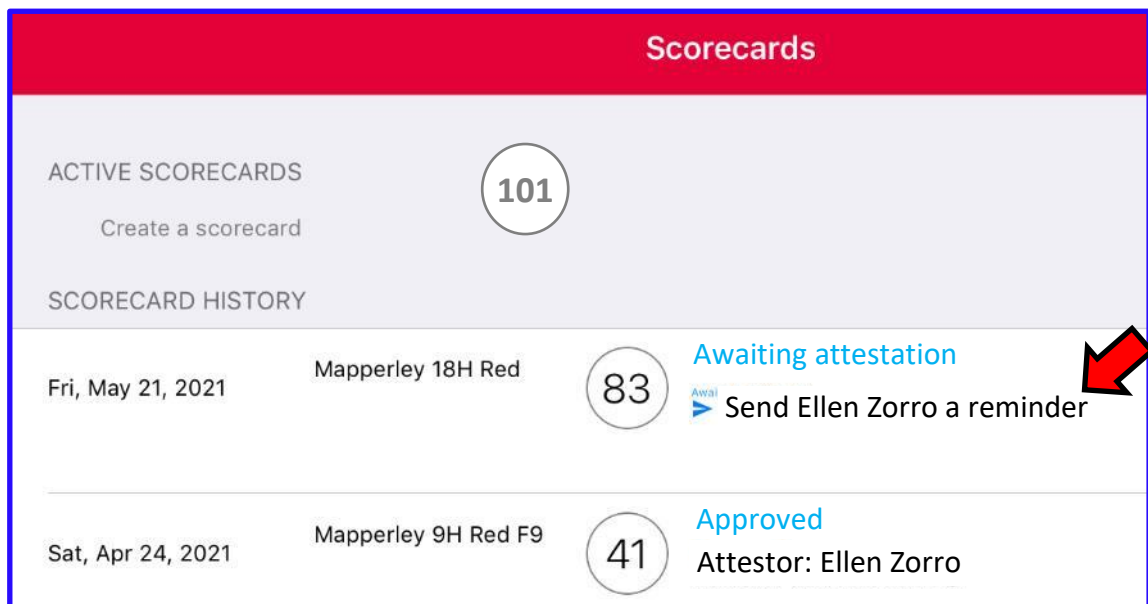 Scorecards
ACTIVE SCORECARDS
101
Create a scorecard
SCORECARD HISTORY
Fri, May 21, 2021
Mapperley 18H Red
83
Awaiting attestation
Awai
Send Ellen Zorro a reminder
Sat, Apr 24, 2021
Mapperley 9H Red F9
41
Approved
Attestor: Ellen Zorro